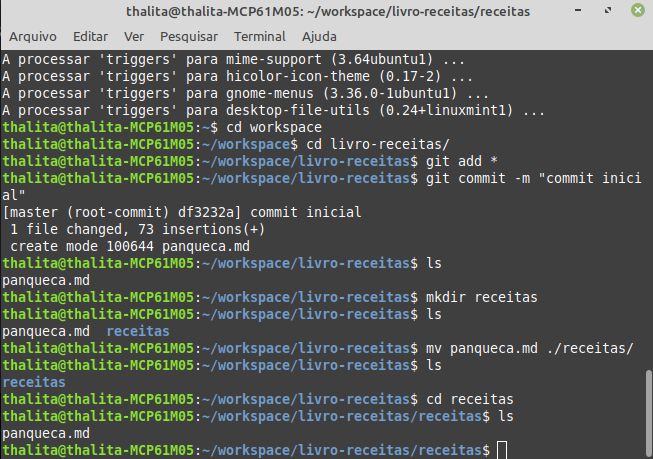 thalita@thalita-MCP61M05: ~/workspace/livro-receitas/receitas
Arquivo Editar Ver Pesquisar Terminal Ajuda
A processar 'triggers' para mime-support (3.64ubuntu1) ...
A processar 'triggers' para hicolor-icon-theme (0.17-2) ...
A processar 'triggers' para gnome-menus (3.36.0-1ubuntu1) ...
A processar 'triggers' para desktop-file-utils (0.24+linuxmint1) ...
thalita@thalita-MCP61M05:~$ cd workspace
thalita@thalita-MCP61M05:~/workspace$ cd livro-receitas/
thalita@thalita-MCP61M05:~/workspace/livro-receitas$ git add *
thalita@thalita-MCP61M05:~/workspace/livro-receitas$ git commit -m "commit inici
al"
[master (root-commit) df3232a] commit inicial
 1 file changed, 73 insertions(+)
 create mode 100644 panqueca.md
thalita@thalita-MCP61M05:~/workspace/livro-receitas$ ls
panqueca.md
thalita@thalita-MCP61M05:~/workspace/livro-receitas$ mkdir receitas
thalita@thalita-MCP61M05:~/workspace/livro-receitas$ ls
panqueca.md  receitas
thalita@thalita-MCP61M05:~/workspace/livro-receitas$ mv panqueca.md ./receitas/
thalita@thalita-MCP61M05:~/workspace/livro-receitas$ ls
receitas
thalita@thalita-MCP61M05:~/workspace/livro-receitas$ cd receitas
thalita@thalita-MCP61M05:~/workspace/livro-receitas/receitas$ ls
panqueca.md
thalita@thalita-MCP61M05:~/workspace/livro-receitas/receitas$